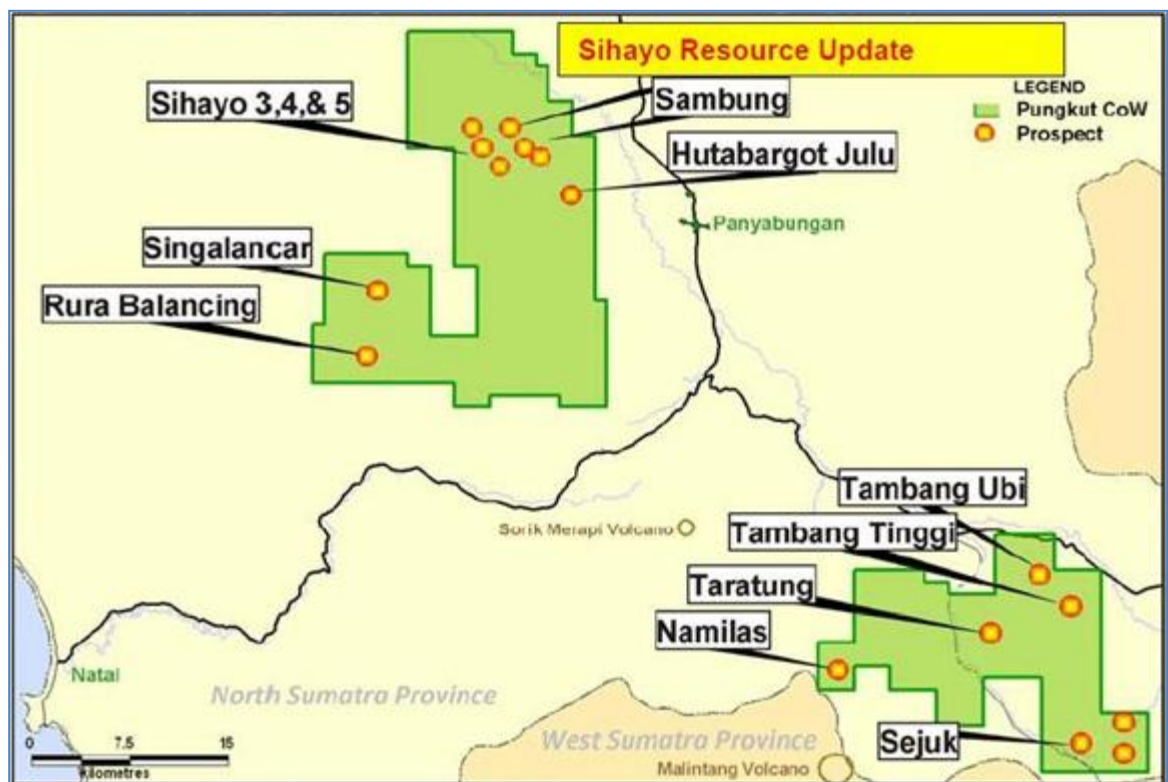 Sihayo Resource Update
LEGEND
Pungkut CoW
Prospect
Sihayo 3,4,& 5
Sambung
Hutabargot Julu
Panyabungan
Singalancar
Rura Balancing
Tambang Ubi
Sorik Merapi Volcano
Tambang Tinggi
Taratung
Namilas
Natal
North Sumatra Province
West Sumatra Province
Sejuk
0 7.5 15
kilometres
Malintang Volcano